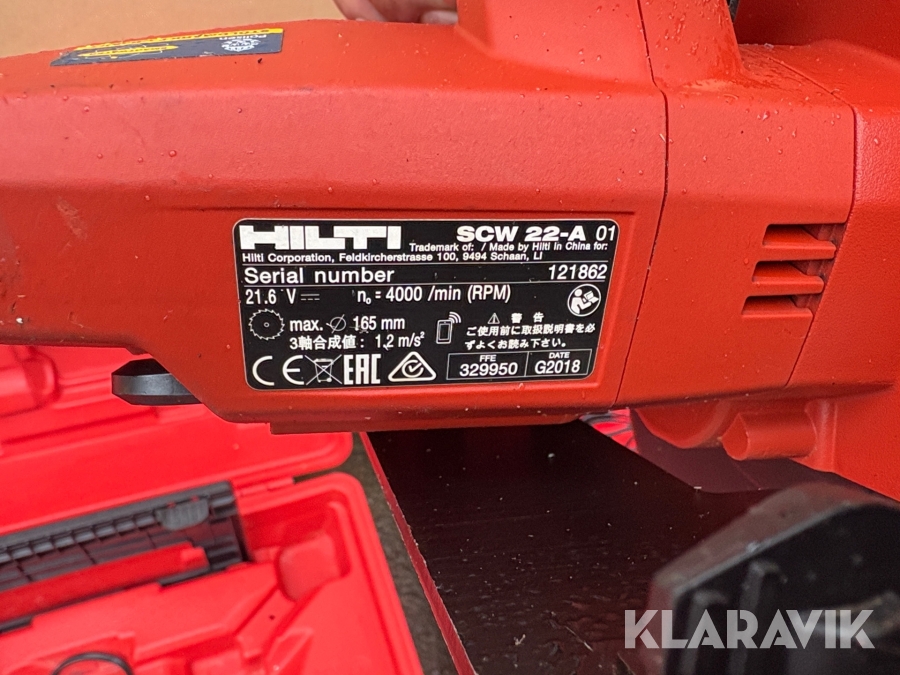 Polisen
HILTI SCW 22-A 01
Trademark of: / Made by Hilti in China for:
Hilti Corporation, Feldkircherstrasse 100, 9494 Schaan, LI
Serial number 121862
21.6 V n₀ = 4000 /min (RPM)
max. ⌀ 165 mm
3軸合成値: 1,2 m/s²
⚠ 警告
ご使用前に取扱説明書を必
ずよくお読み下さい。
CE EAC
FFE
329950
DATE
G2018
KLARAVIK